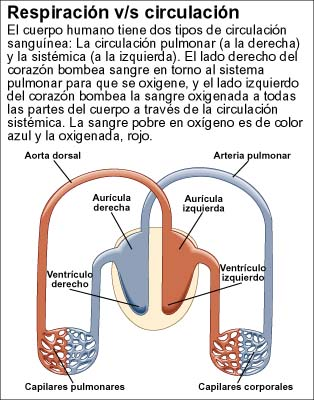 Respiración v/s circulación
El cuerpo humano tiene dos tipos de circulación
sanguínea: La circulación pulmonar (a la derecha)
y la sistémica (a la izquierda). El lado derecho del
corazón bombea sangre en torno al sistema
pulmonar para que se oxigene, y el lado izquierdo
del corazón bombea la sangre oxigenada a todas
las partes del cuerpo a través de la circulación
sistémica. La sangre pobre en oxígeno es de color
azul y la oxigenada, rojo.
Aorta dorsal
Arteria pulmonar
Aurícula
derecha
Aurícula
izquierda
Ventrículo
derecho
Ventrículo
izquierdo
Capilares pulmonares
Capilares corporales